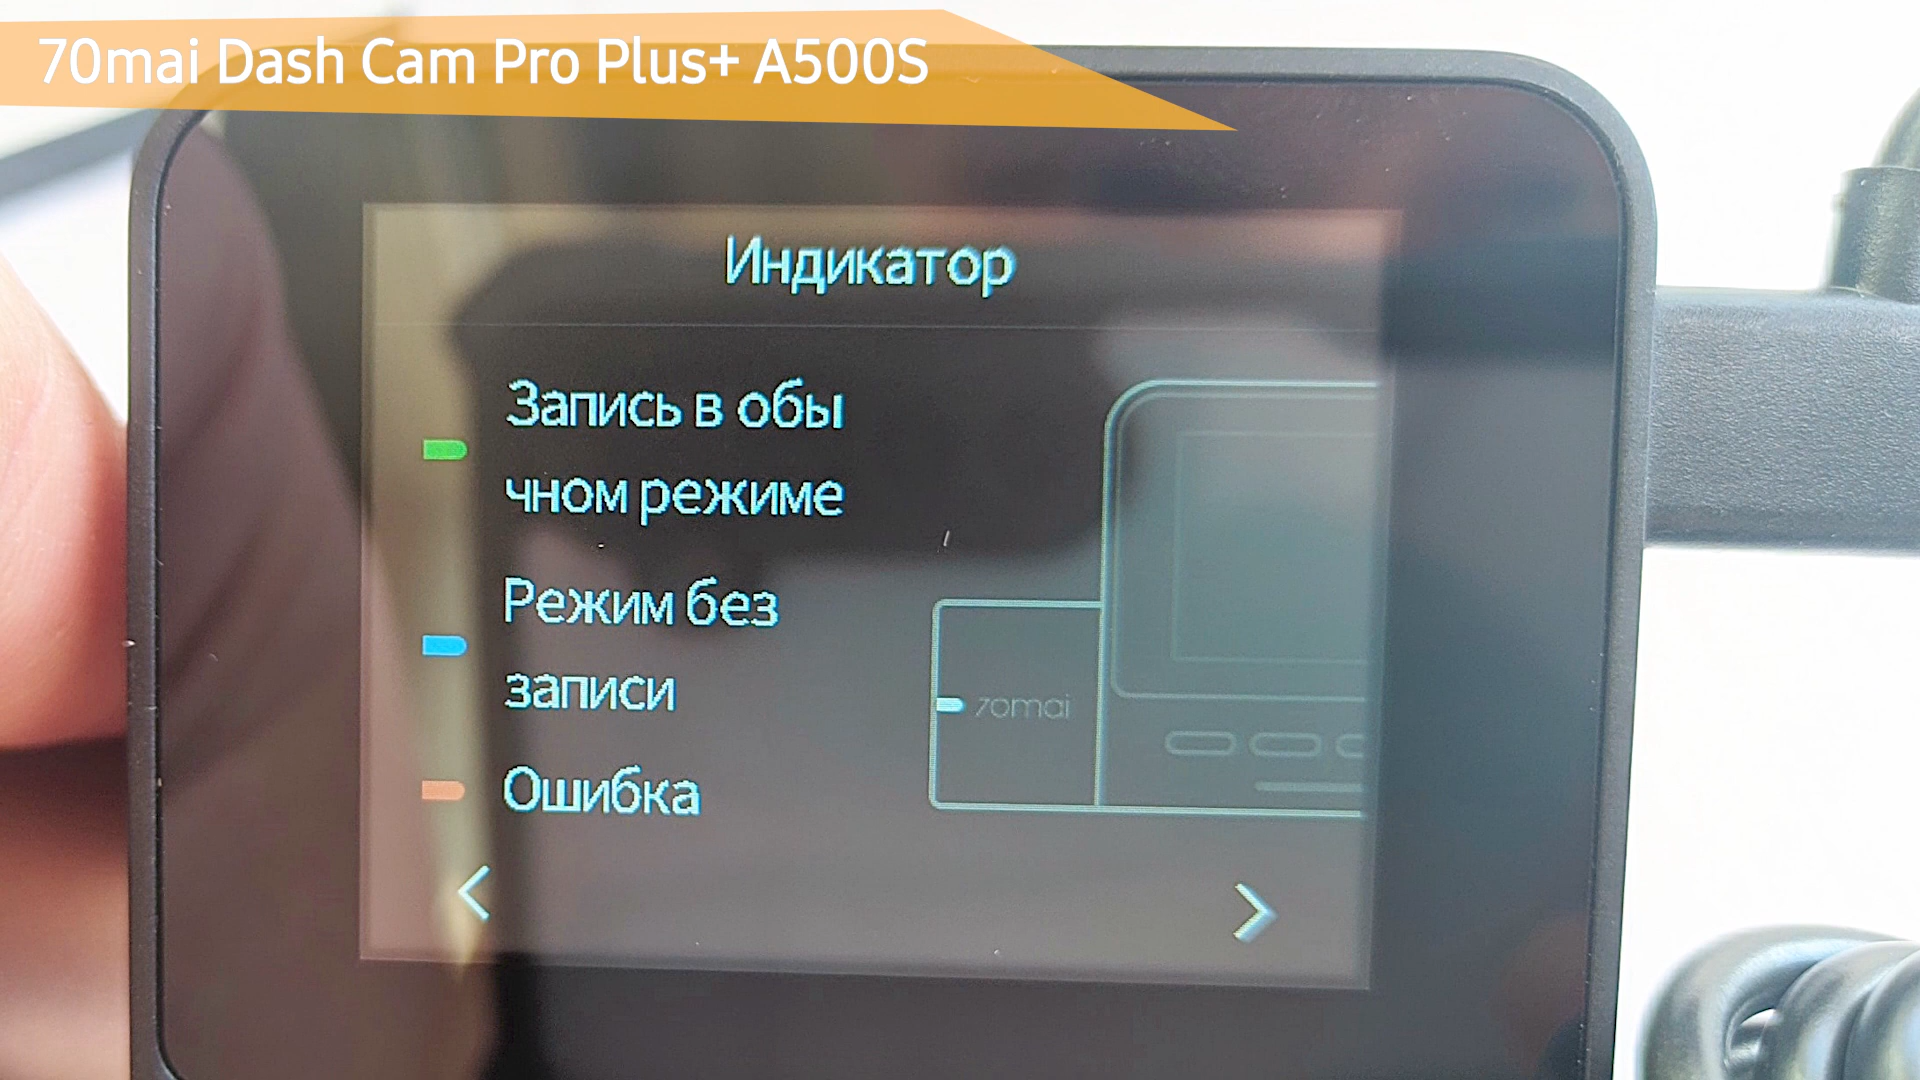 70mai Dash Cam Pro Plus+ A500S
Индикатор
Запись в обы
чном режиме
Режим без
записи
70mai
Ошибка